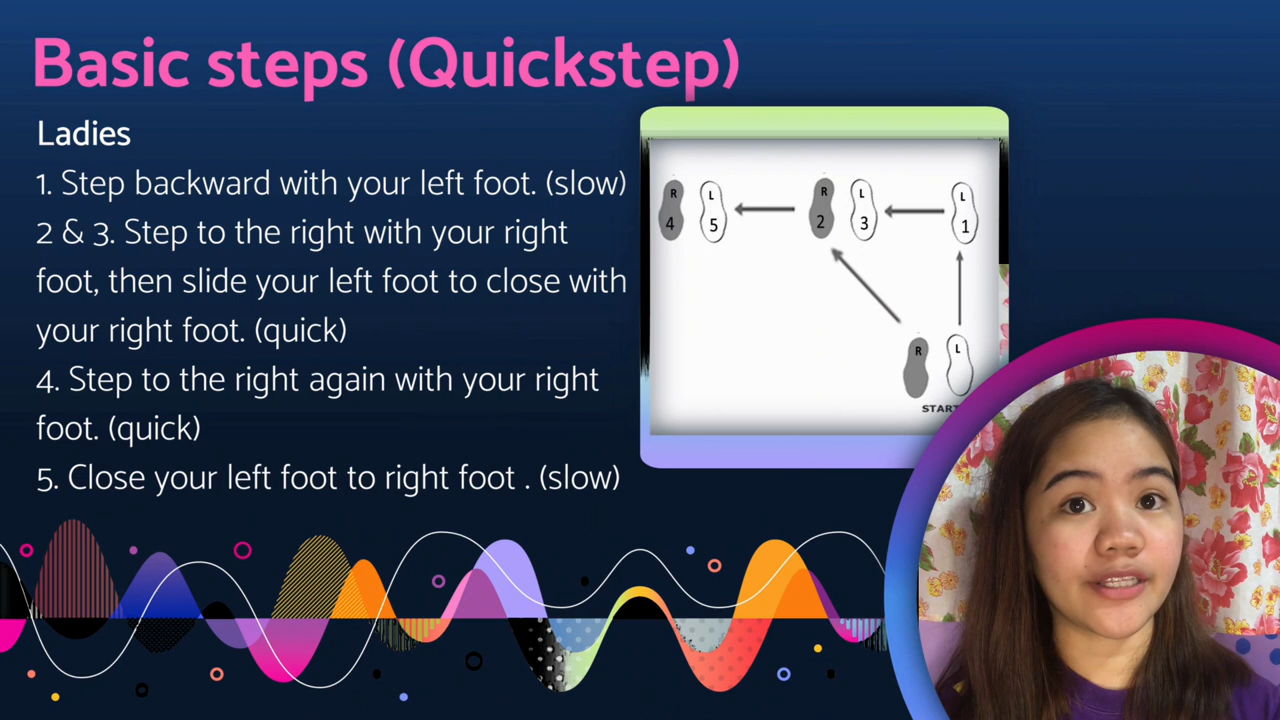 Basic steps (Quickstep)
Ladies
1. Step backward with your left foot. (slow)
2 & 3. Step to the right with your right
foot, then slide your left foot to close with
your right foot. (quick)
4. Step to the right again with your right
foot. (quick)
5. Close your left foot to right foot . (slow)
R L R L L
4 5 2 3 1
R L
START